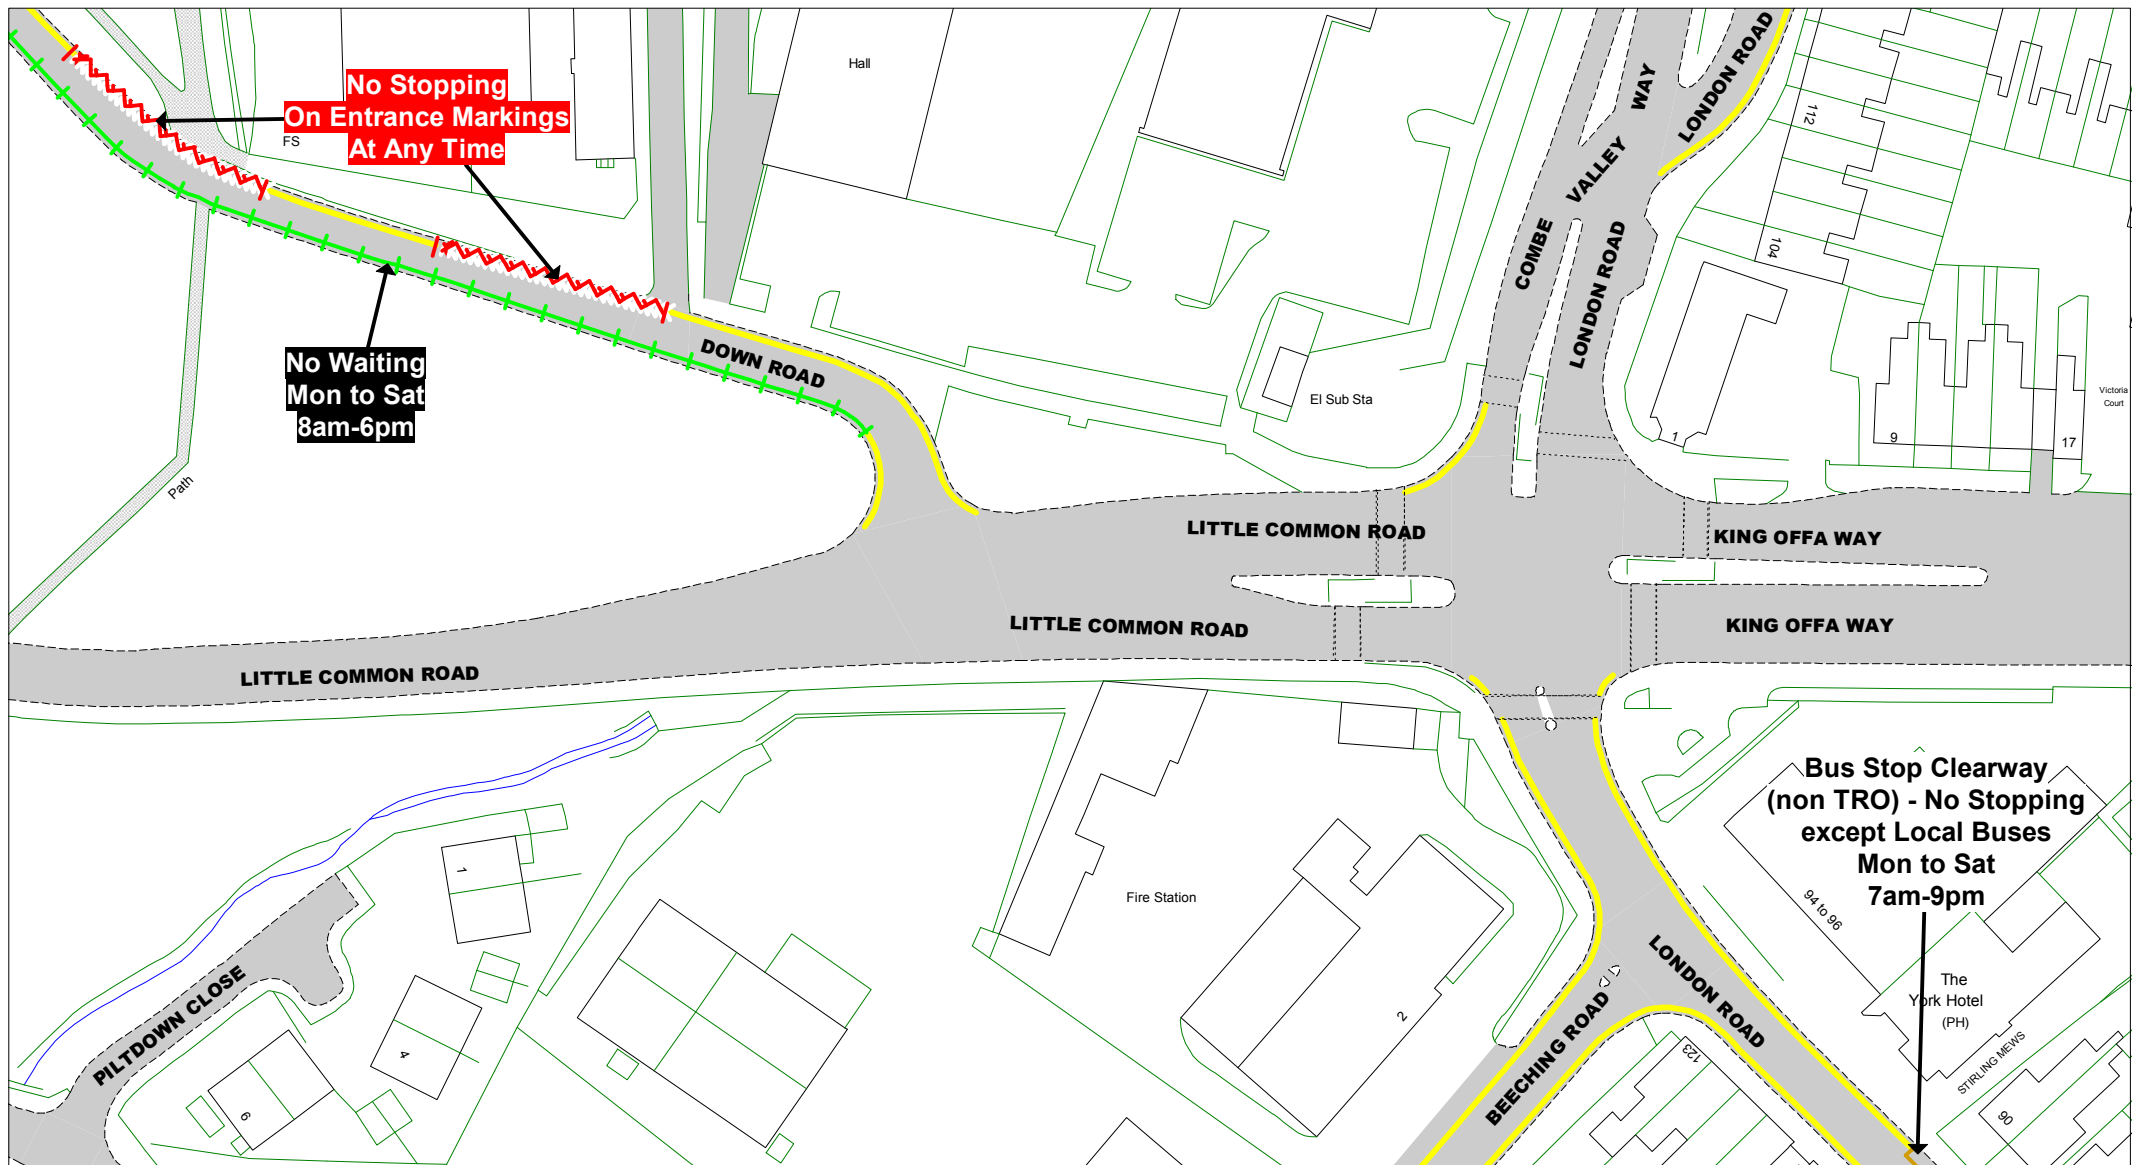 No Stopping
On Entrance Markings
At Any Time
FS
Hall
COMBE VALLEY WAY
LONDON ROAD
LONDON ROAD
112
104
No Waiting
Mon to Sat
8am-6pm
DOWN ROAD
El Sub Sta
1
9
17
Victoria
Court
Path
LITTLE COMMON ROAD
KING OFFA WAY
LITTLE COMMON ROAD
KING OFFA WAY
LITTLE COMMON ROAD
Bus Stop Clearway
(non TRO) - No Stopping
except Local Buses
Mon to Sat
7am-9pm
1
Fire Station
94 to 96
PILTDOWN CLOSE
4
6
2
LONDON ROAD
BEECHING ROAD
The
York Hotel
(PH)
STIRLING MEWS
123
90